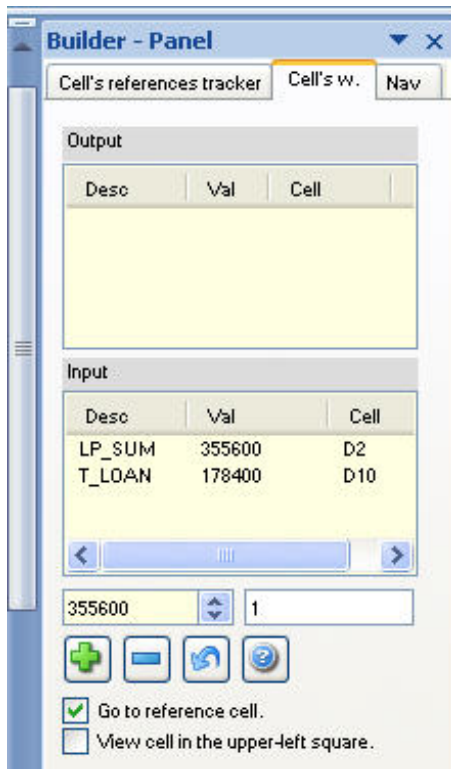 Builder - Panel
Cell's references tracker Cell's w. Nav
Output
Desc Val Cell
Input
Desc Val Cell
LP_SUM 355600 D2
T_LOAN 178400 D10
355600 1
Go to reference cell.
View cell in the upper-left square.